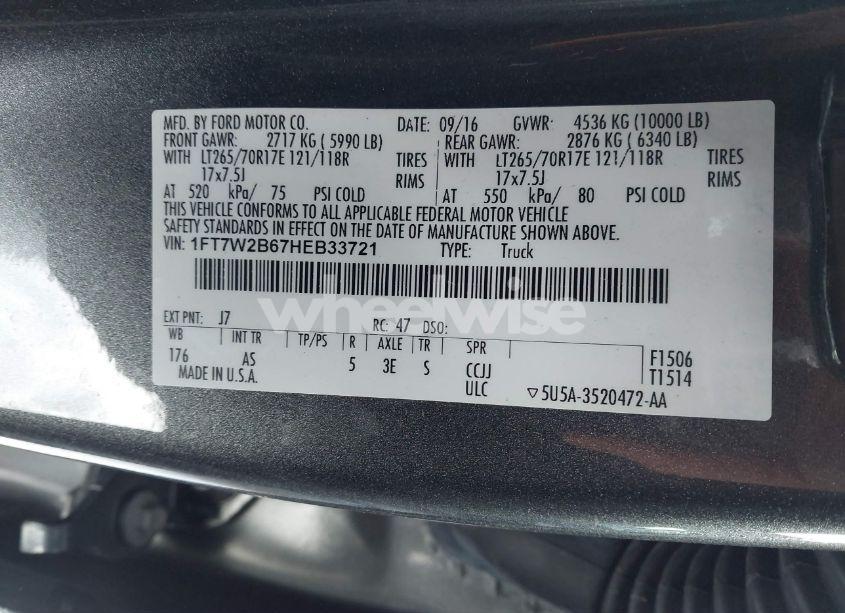 MFD. BY FORD MOTOR CO. DATE: 09/16 GVWR: 4536 KG (10000 LB)
FRONT GAWR: 2717 KG ( 5990 LB) REAR GAWR: 2876 KG ( 6340 LB)
WITH LT265/70R17E 121/118R TIRES WITH LT265/70R17E 121/118R TIRES
17x7.5J RIMS 17x7.5J RIMS
AT 520 kPa/ 75 PSI COLD AT 550 kPa/ 80 PSI COLD
THIS VEHICLE CONFORMS TO ALL APPLICABLE FEDERAL MOTOR VEHICLE
SAFETY STANDARDS IN EFFECT ON THE DATE OF MANUFACTURE SHOWN ABOVE.
VIN: 1FT7W2B67HEB33721 TYPE: Truck
wheelwise
EXT PNT: J7 RC: 47 DSO:
WB INT TR TP/PS R AXLE TR SPR F1506
176 AS 5 3E S CCJJ T1514
MADE IN U.S.A. ULC ▽5U5A-3520472-AA